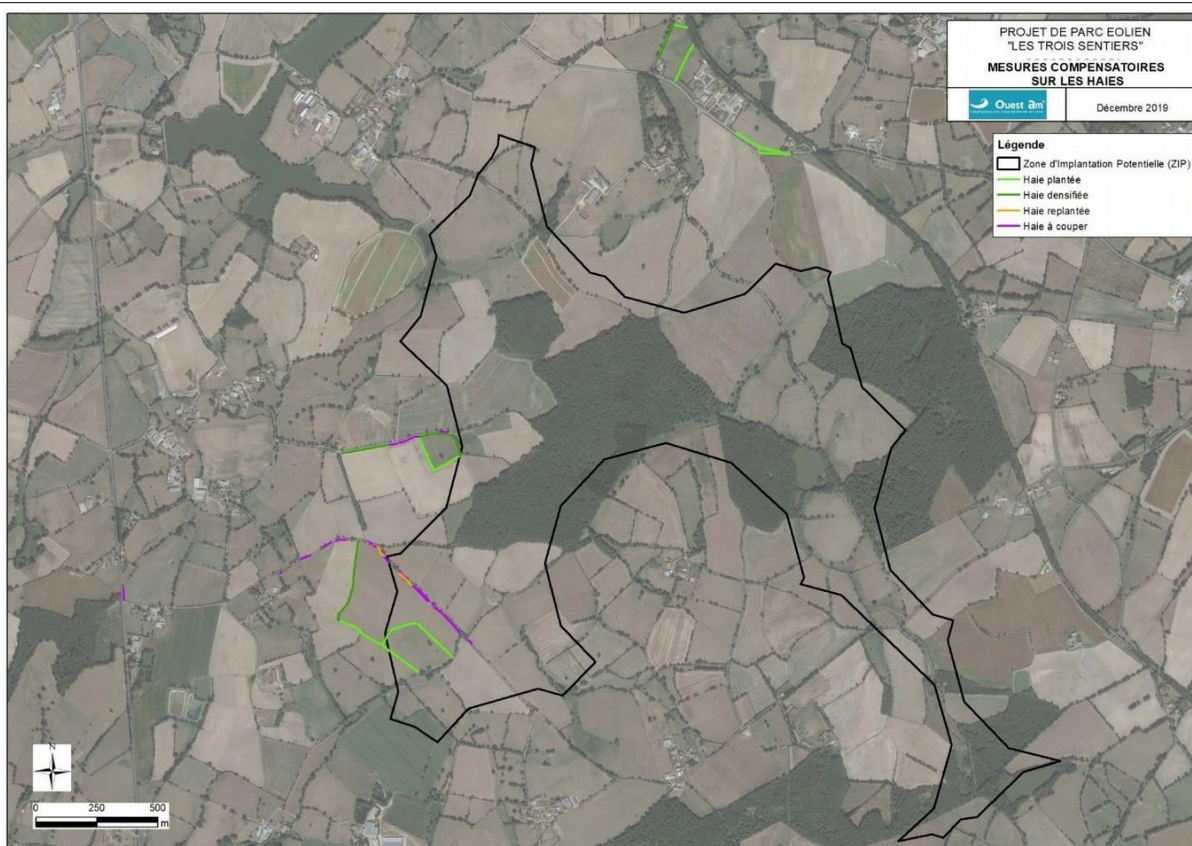 PROJET DE PARC EOLIEN
"LES TROIS SENTIERS"
MESURES COMPENSATOIRES
SUR LES HAIES
Ouest am'
Décembre 2019
Légende
Zone d'Implantation Potentielle (ZIP)
Haie plantée
Haie densifiée
Haie replantée
Haie à couper
N
0 250 500
m